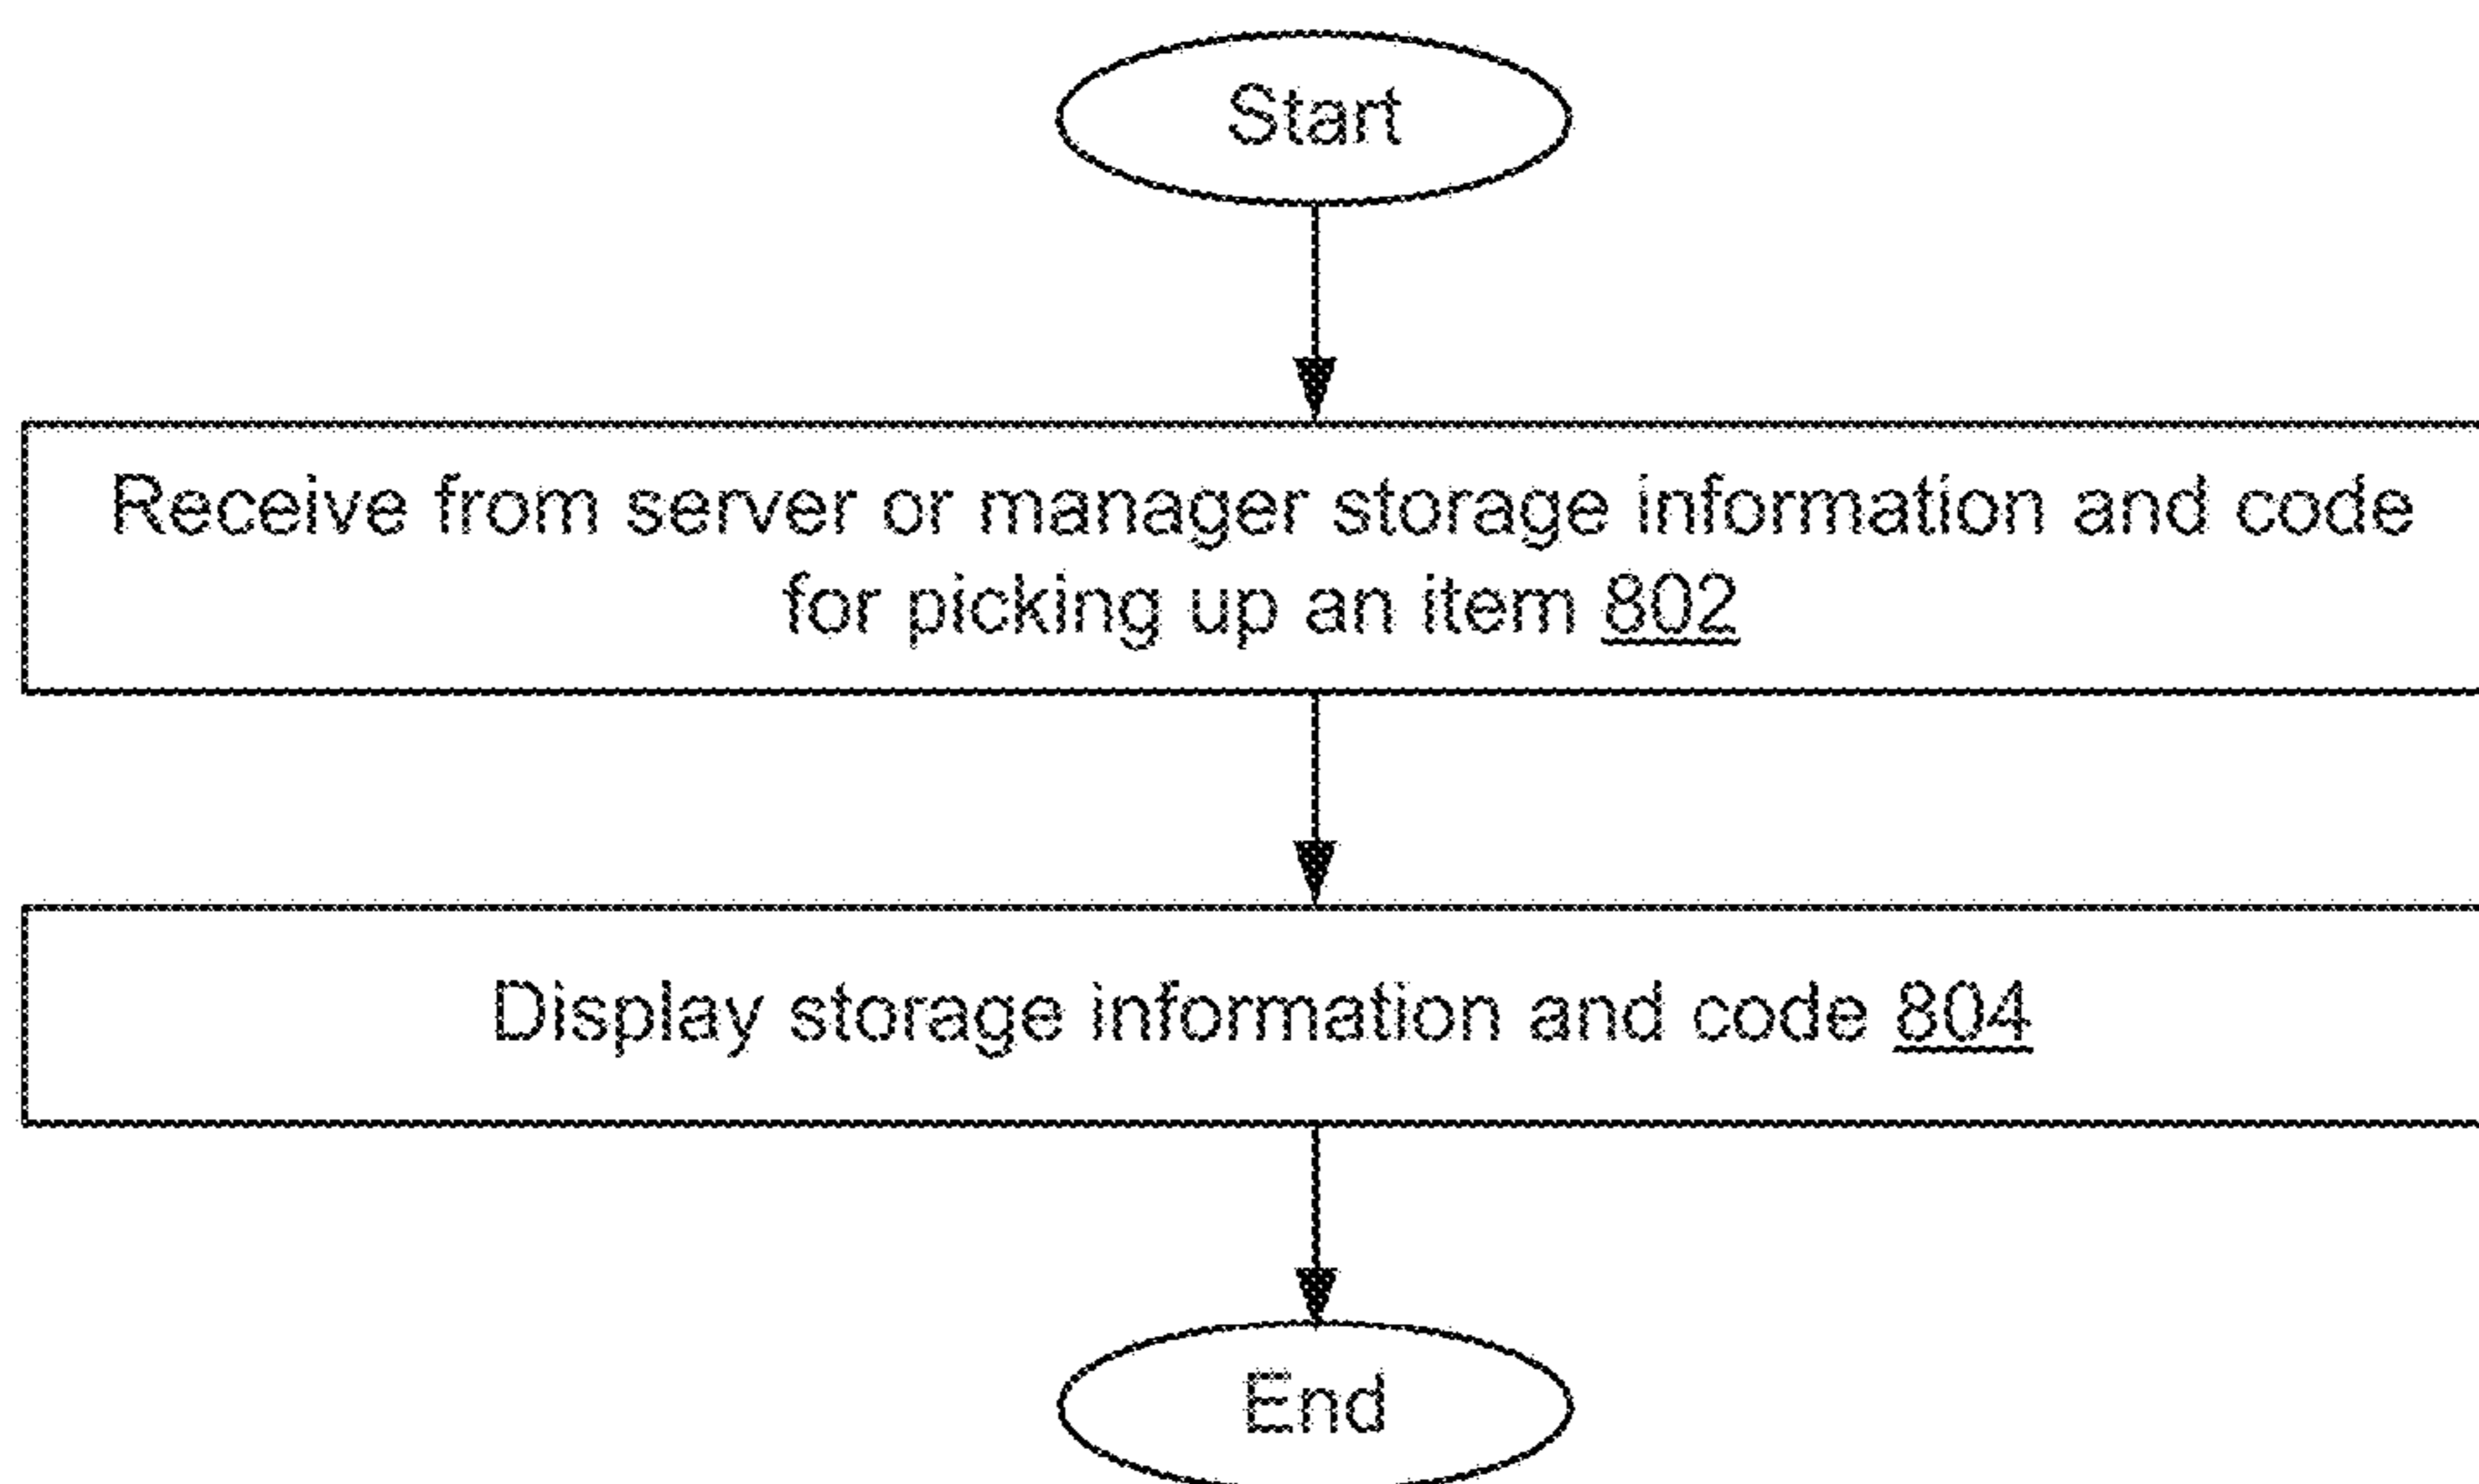 Start
Receive from server or manager storage information and code
for picking up an item 802
Display storage information and code 804
End